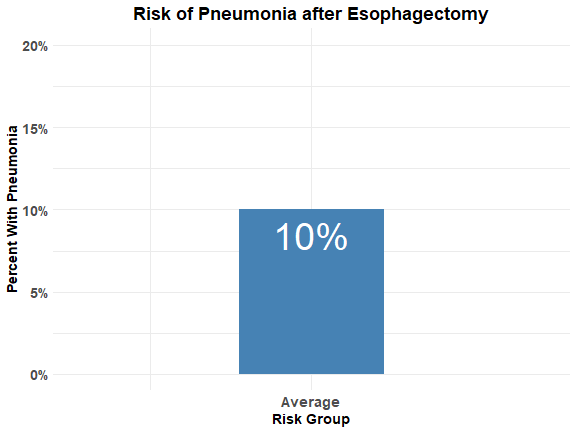 Risk of Pneumonia after Esophagectomy
Percent With Pneumonia
20%
15%
10%
5%
0%
10%
Average
Risk Group